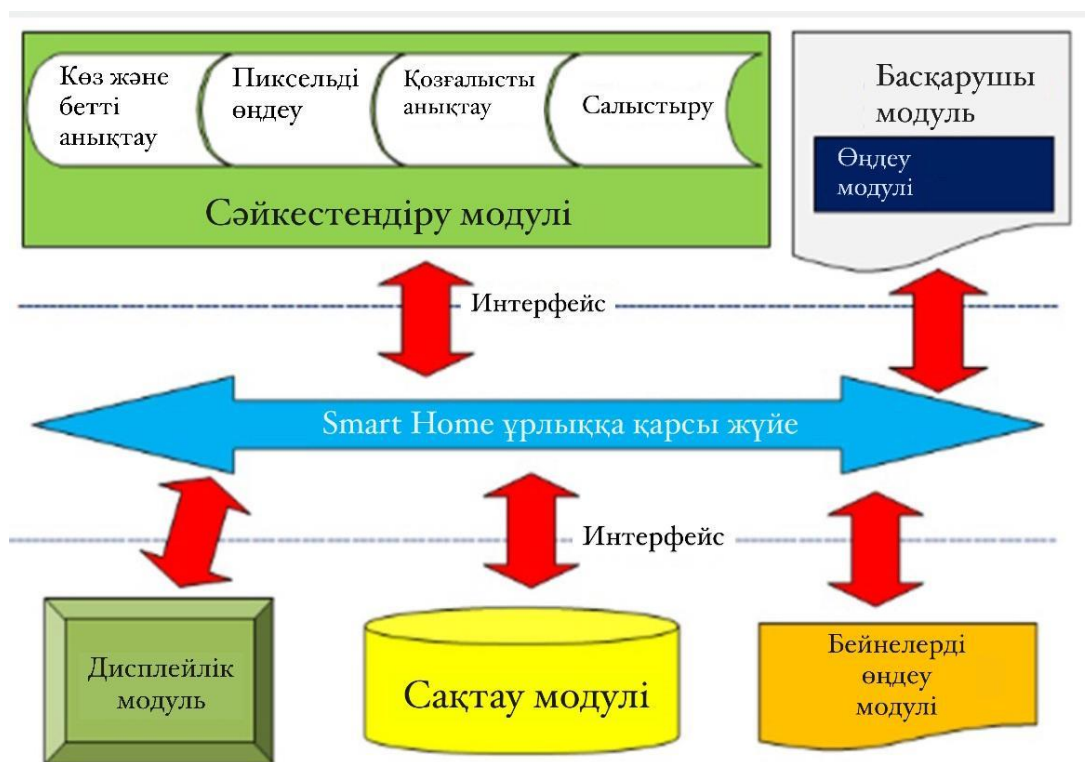 Көз және
бетті
анықтау
Пиксельді
өңдеу
Қозғалысты
анықтау
Салыстыру
Сәйкестендіру модулі
Басқарушы
модуль
Өңдеу
модулі
Интерфейс
Smart Home ұрлыққа қарсы жүйе
Интерфейс
Дисплейлік
модуль
Сақтау модулі
Бейнелерді
өңдеу
модулі